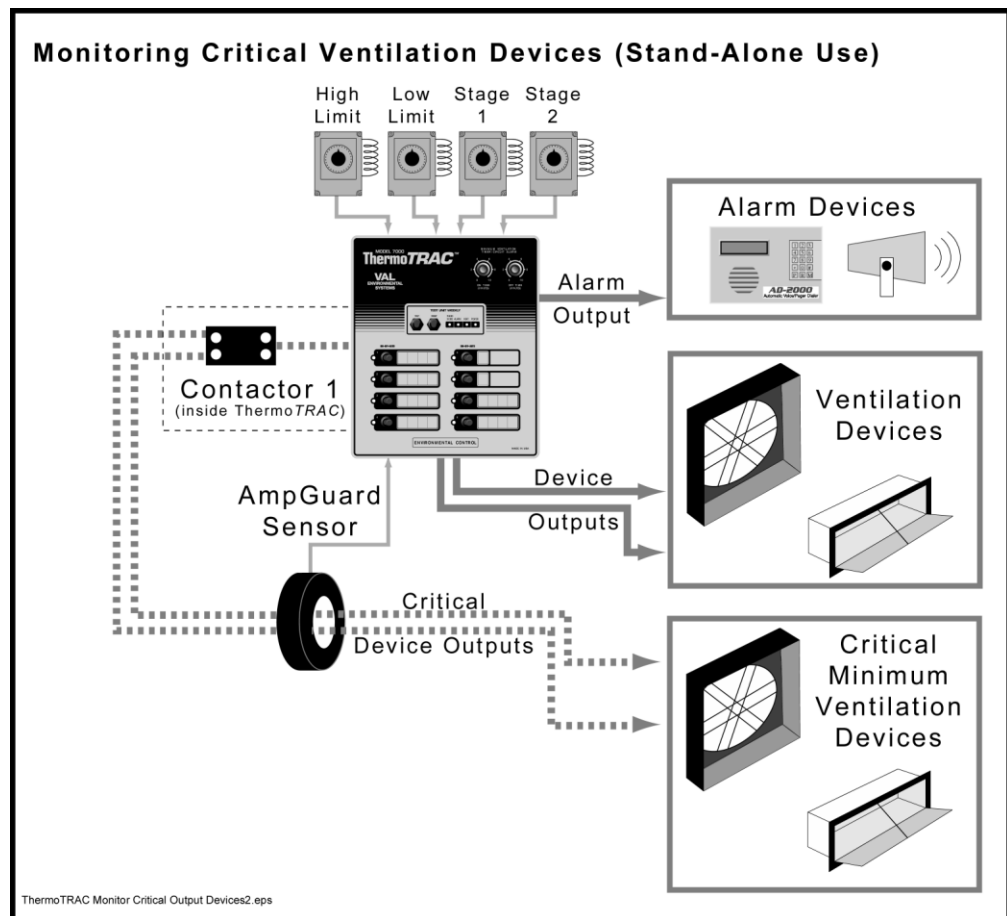 Monitoring Critical Ventilation Devices (Stand-Alone Use)
High
Limit
Low
Limit
Stage
1
Stage
2
MODEL 7000
ThermoTRAC™
VAL
ENVIRONMENTAL
SYSTEMS
ENVIRONMENTAL CONTROL
Alarm
Output
Alarm Devices
AD-2000
Automatic Voice/Pager Dialer
Contactor 1
(inside ThermoTRAC)
Device
Outputs
Ventilation
Devices
AmpGuard
Sensor
Critical
Device Outputs
Critical
Minimum
Ventilation
Devices
ThermoTRAC Monitor Critical Output Devices2.eps